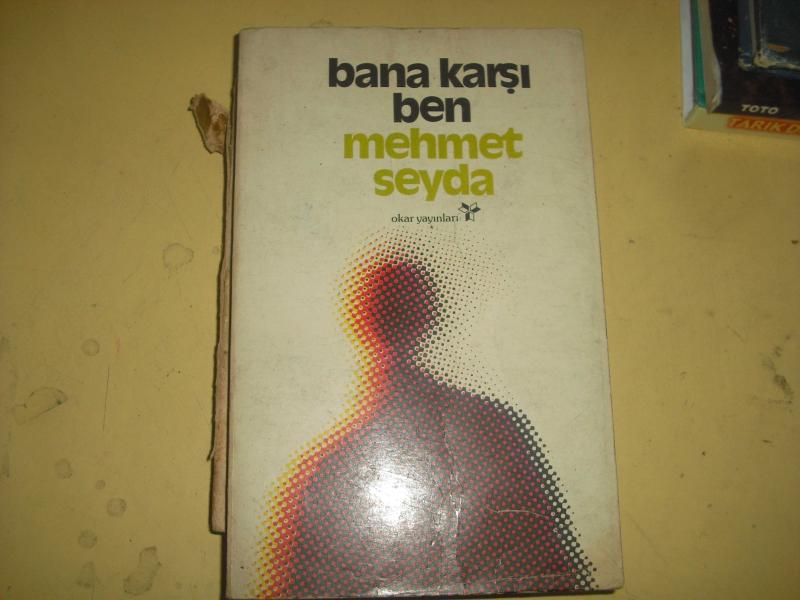 bana karşı
ben
mehmet
seyda
okar yayınları
TOTO
TARIK D